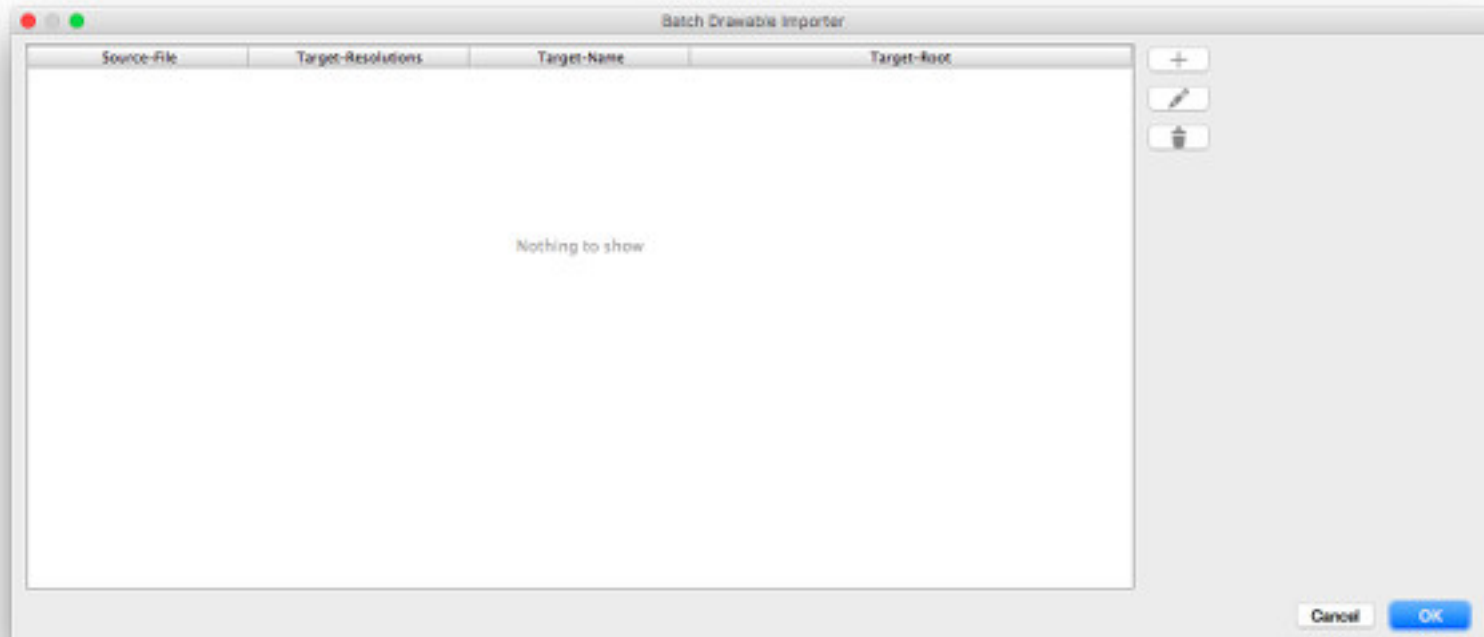 Batch Drawable Importer
Source-File Target-Resolutions Target-Name Target-Root
Nothing to show
Cancel OK